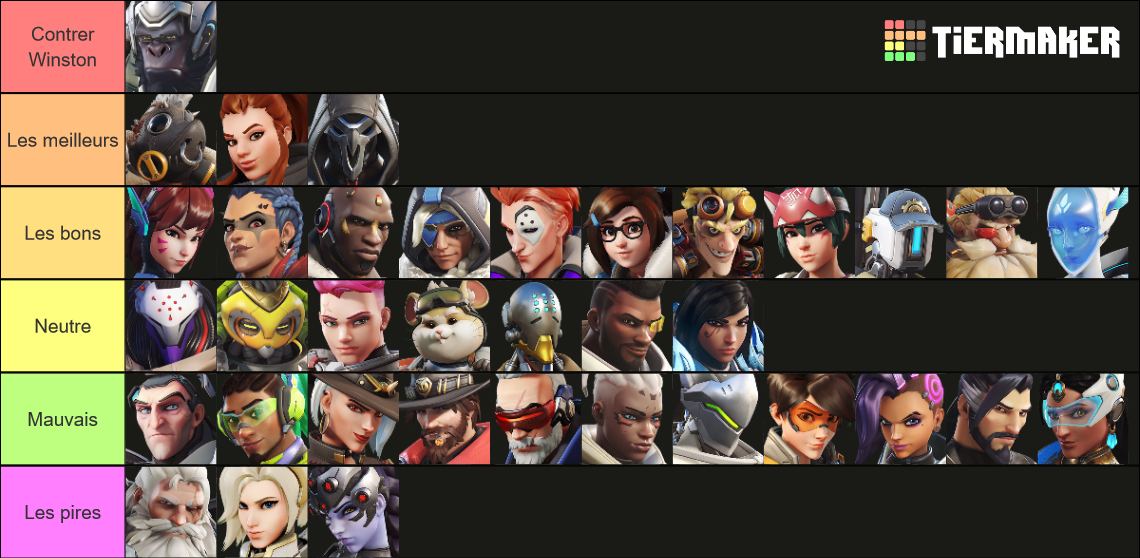 Contrer
Winston
TiERMAKER
Les meilleurs
Les bons
Neutre
Mauvais
Les pires